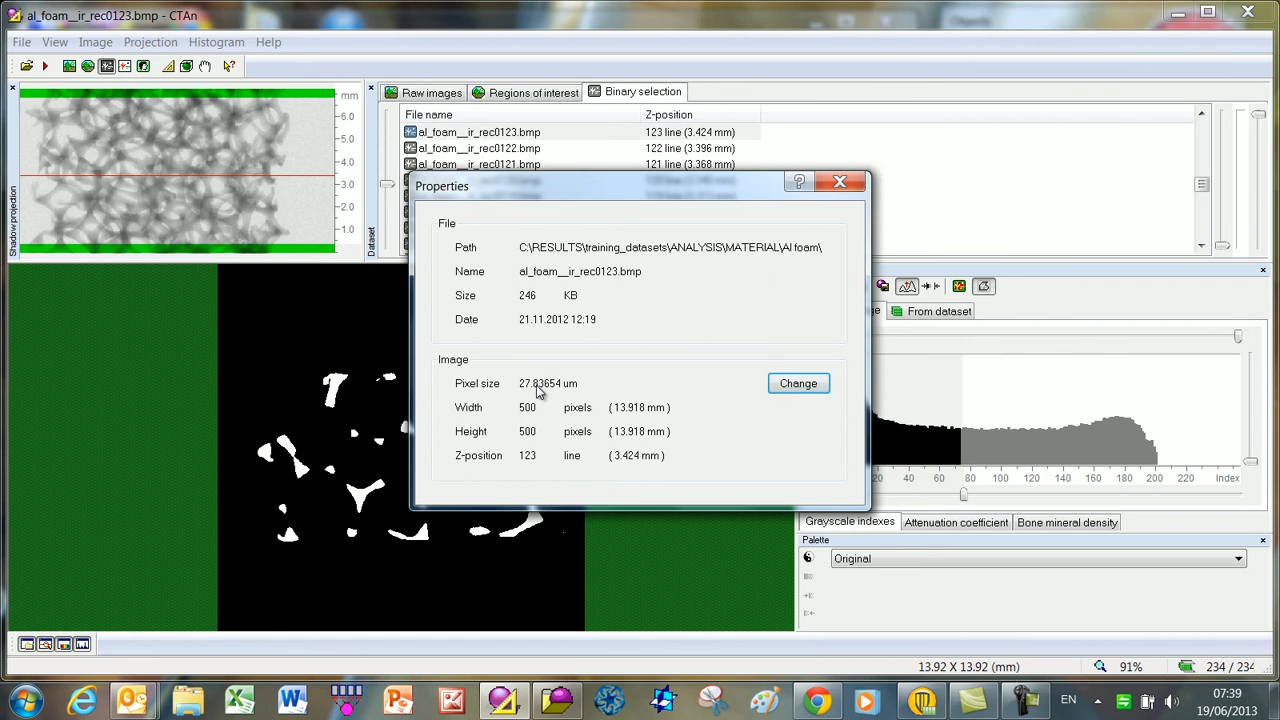 al_foam__ir_rec0123.bmp - CTAn
File View Image Projection Histogram Help
Raw images Regions of interest Binary selection
File name Z-position
al_foam__ir_rec0123.bmp 123 line (3.424 mm)
al_foam__ir_rec0122.bmp 122 line (3.396 mm)
al_foam__ir_rec0121.bmp 121 line (3.368 mm)
mm
6.0
5.0
4.0
3.0
2.0
1.0
Shadow projection
Dataset
Properties
File
Path C:\RESULTS\training_datasets\ANALYSIS\MATERIAL\Al foam\
Name al_foam__ir_rec0123.bmp
Size 246 KB
Date 21.11.2012 12:19
Image
Pixel size 27.83654 um
Change
Width 500 pixels ( 13.918 mm )
Height 500 pixels ( 13.918 mm )
Z-position 123 line ( 3.424 mm )
From dataset
20 40 60 80 100 120 140 160 180 200 220 Index
Grayscale indexes Attenuation coefficient Bone mineral density
Palette
Original
13.92 x 13.92 (mm) 91% 234 / 234
EN
07:39
19/06/2013